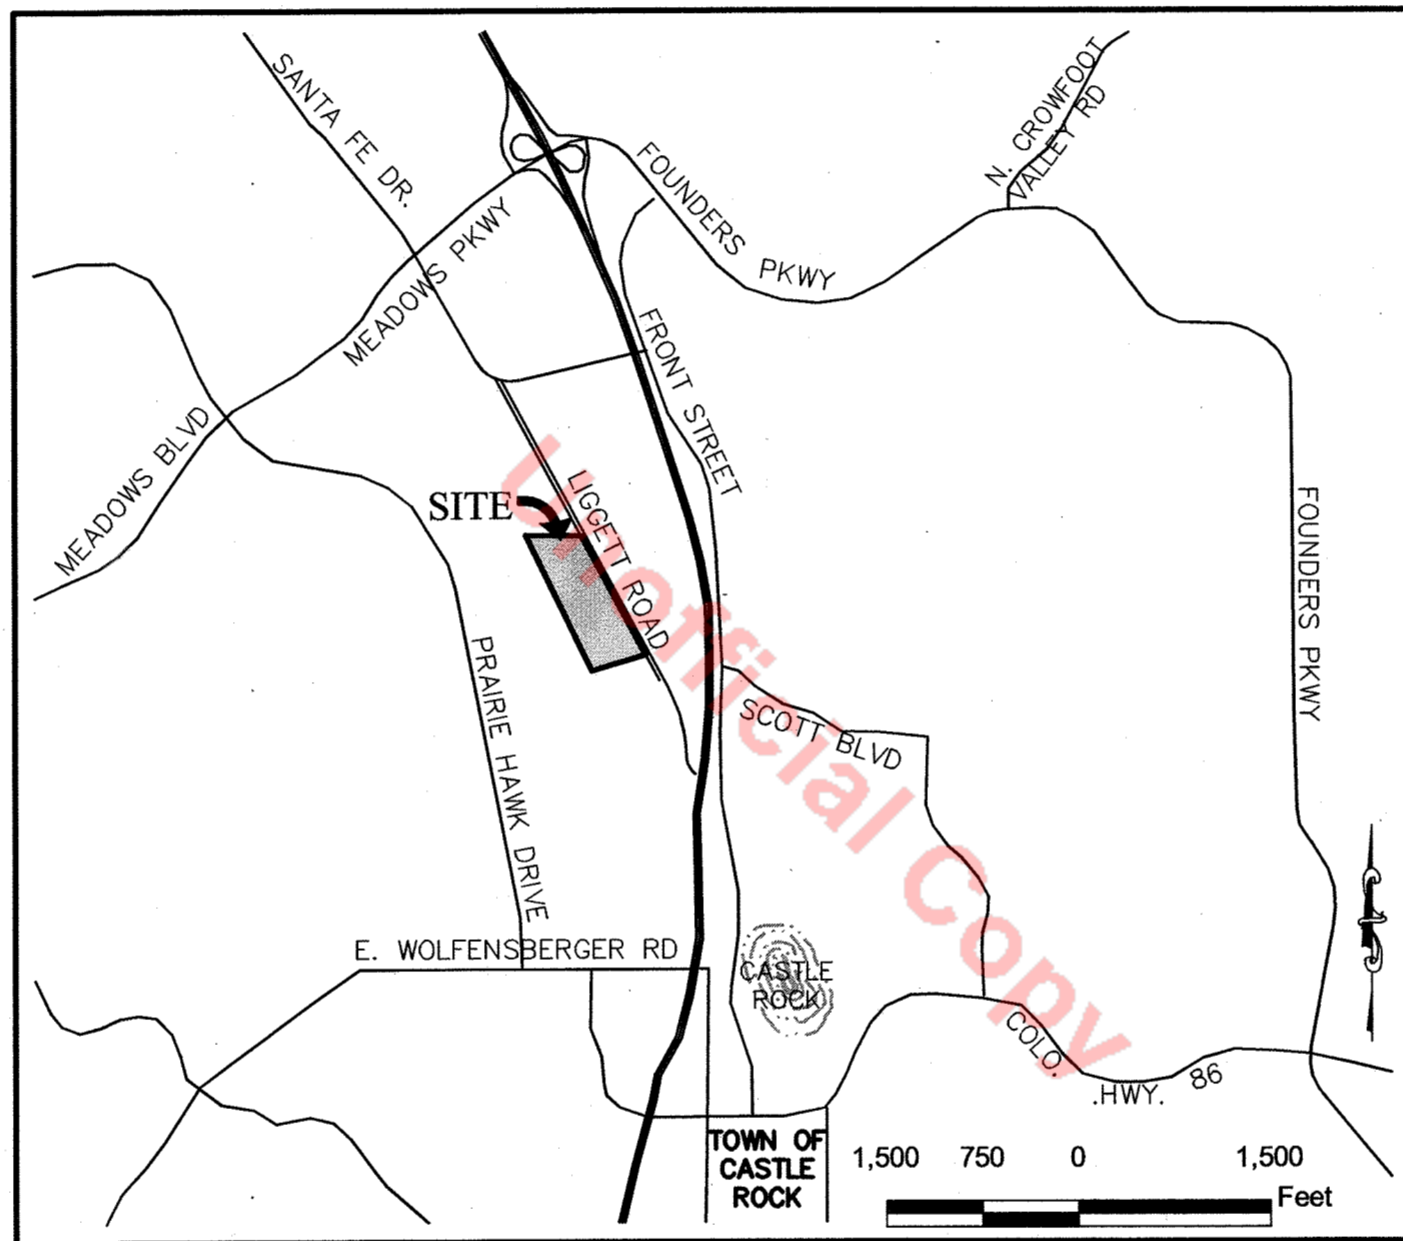 SANTA FE DR.
N. CROWFOOT
VALLEY RD
FOUNDERS PKWY
MEADOWS PKWY
FRONT STREET
MEADOWS BLVD
SITE
LIGGETT ROAD
FOUNDERS PKWY
PRAIRIE HAWK DRIVE
SCOTT BLVD
E. WOLFENSBERGER RD
CASTLE
ROCK
COLO. HWY. 86
TOWN OF
CASTLE
ROCK
1,500 750 0 1,500
Feet
Unofficial Copy